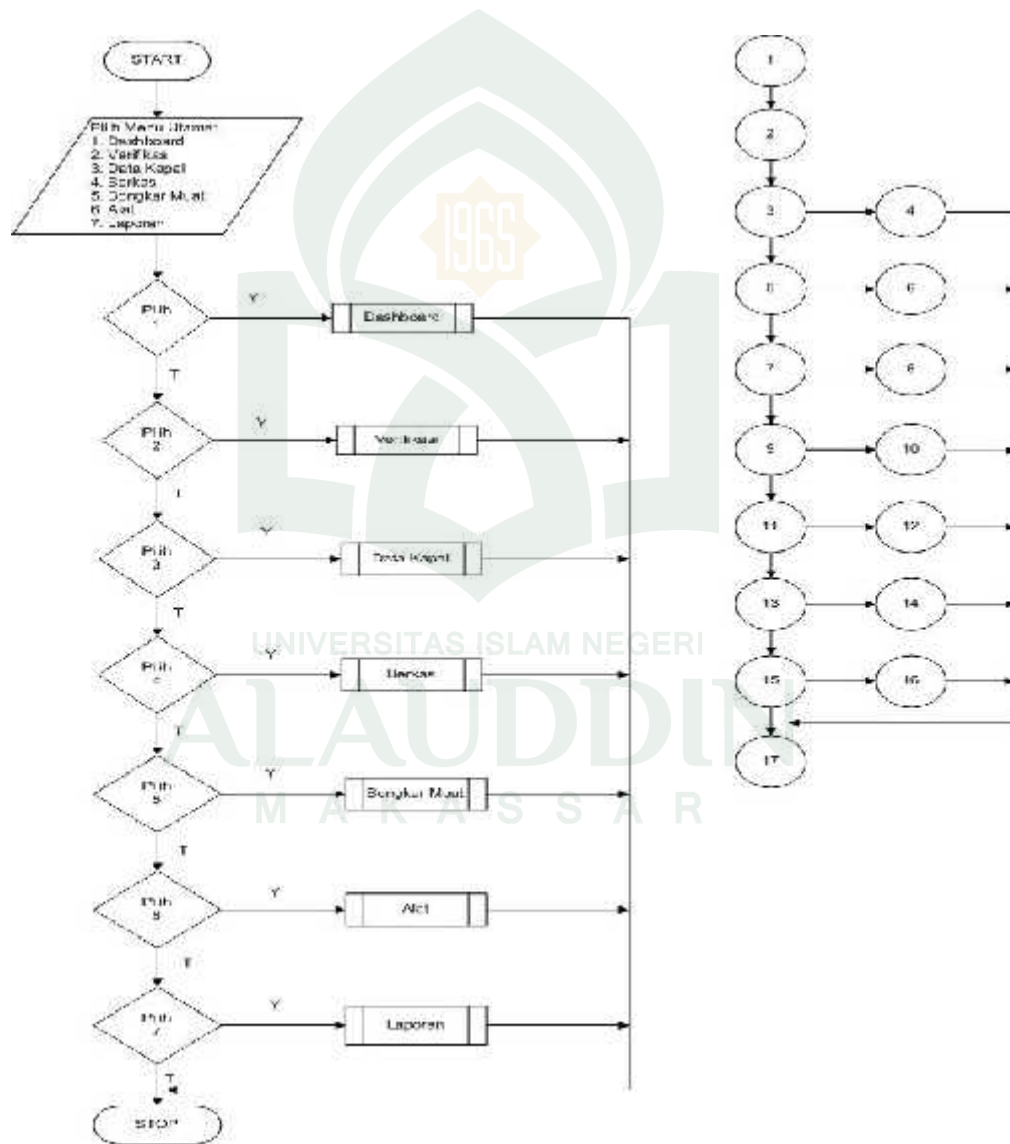 START
Pilih Menu Utama:
1. Dashboard
2. Verifikasi
3. Data Kapal
4. Berkas
5. Bongkar Muat
6. Alat
7. Laporan
Pilih
1
Y
Dashboard
T
Pilih
2
Y
Verifikasi
T
Pilih
3
Y
Data Kapal
T
Pilih
4
Y
Berkas
T
Pilih
5
Y
Bongkar Muat
T
Pilih
6
Y
Alat
T
Pilih
7
Y
Laporan
T
STOP
1
2
3
4
5
6
7
8
9
10
11
12
13
14
15
16
17
1965
UNIVERSITAS ISLAM NEGERI
ALAUDDIN
MAKASSAR